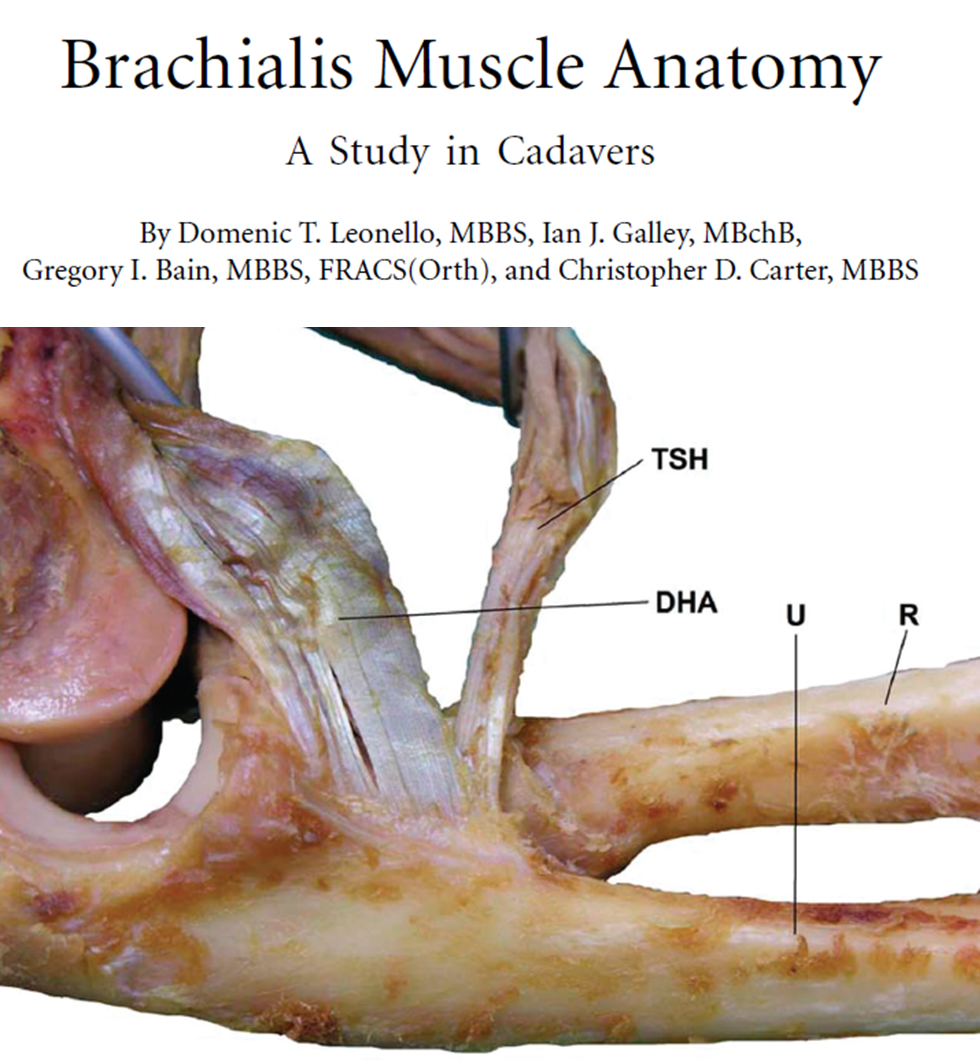 Brachialis Muscle Anatomy
A Study in Cadavers
By Domenic T. Leonello, MBBS, Ian J. Galley, MBchB,
Gregory I. Bain, MBBS, FRACS(Orth), and Christopher D. Carter, MBBS
TSH
DHA
U
R